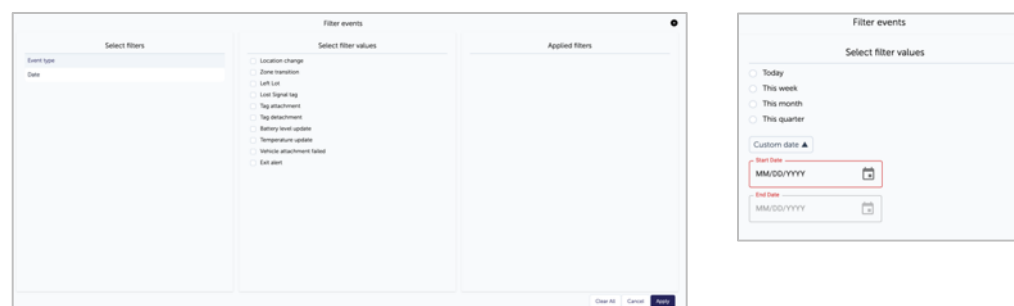 Filter events
Select filters
Event type
Date
Select filter values
Location change
Zone transition
Left Lot
Lost Signal tag
Tag attachment
Tag detachment
Battery level update
Temperature update
Vehicle attachment failed
Exit alert
Applied filters
Clear All
Cancel
Apply
Filter events
Select filter values
Today
This week
This month
This quarter
Custom date ▲
Start Date
MM/DD/YYYY
End Date
MM/DD/YYYY